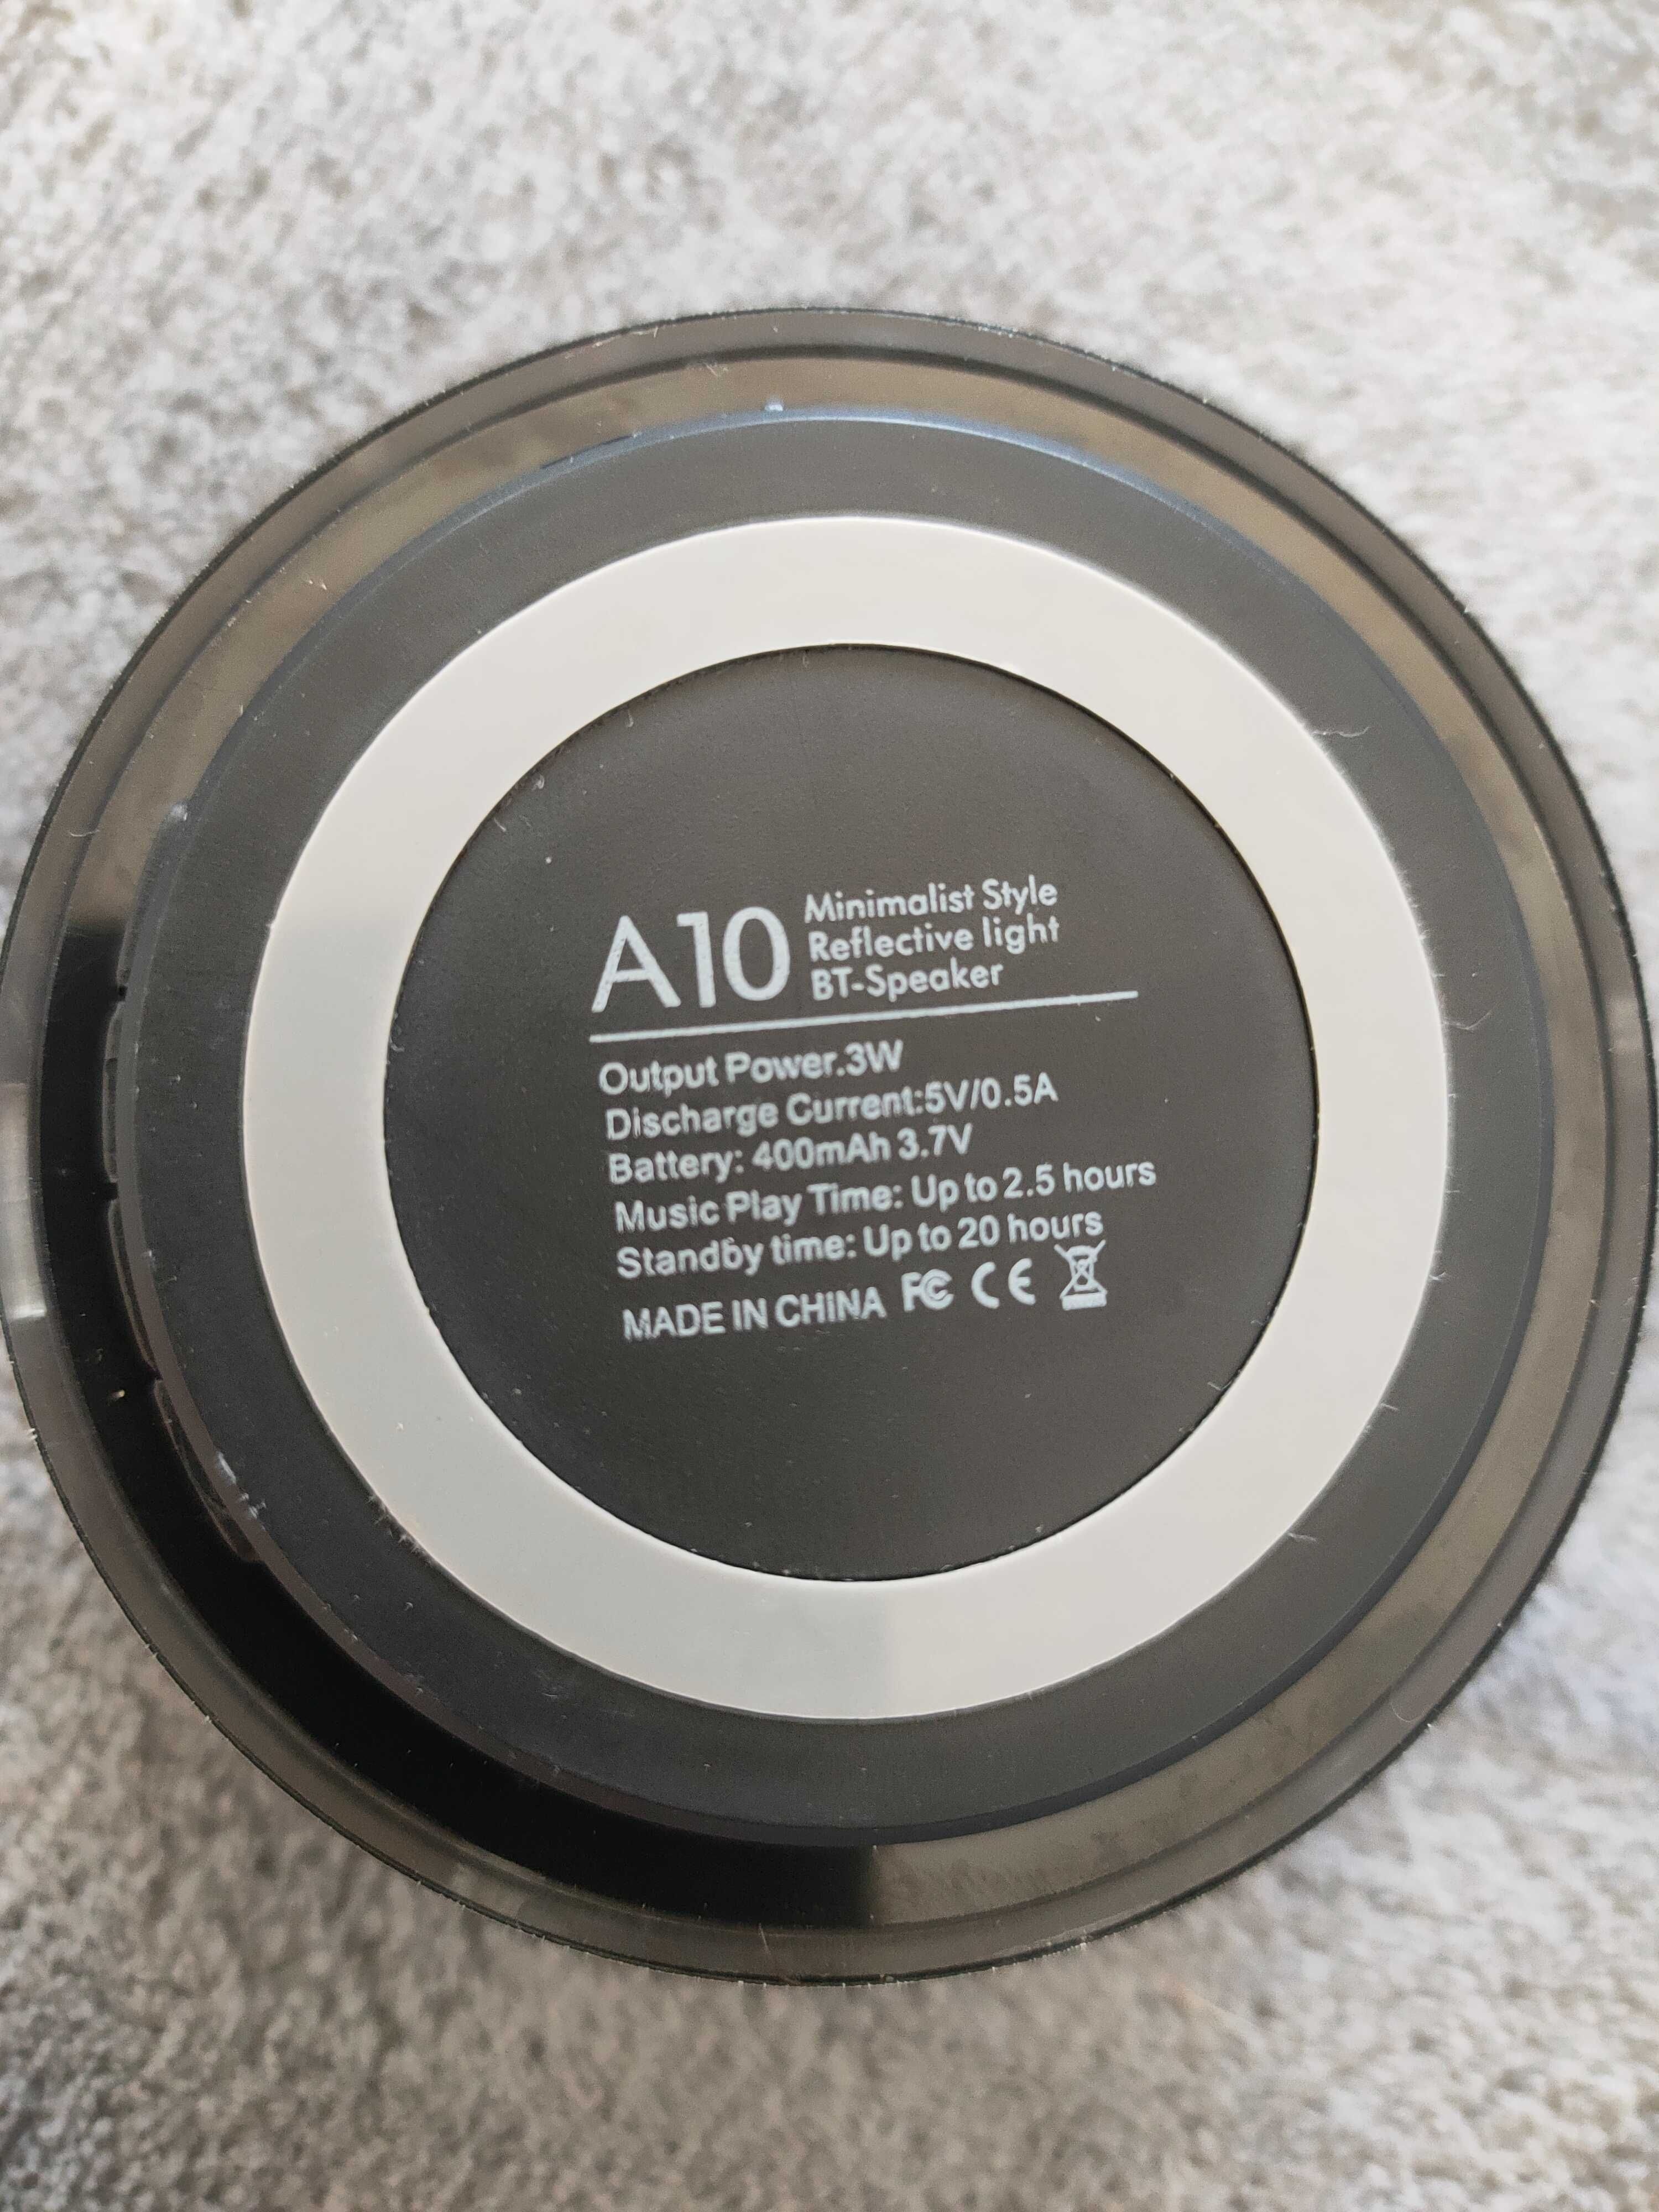 A10
Minimalist Style
Reflective light
BT-Speaker
Output Power.3W
Discharge Current:5V/0.5A
Battery: 400mAh 3.7V
Music Play Time: Up to 2.5 hours
Standby time: Up to 20 hours
MADE IN CHINA FC CE